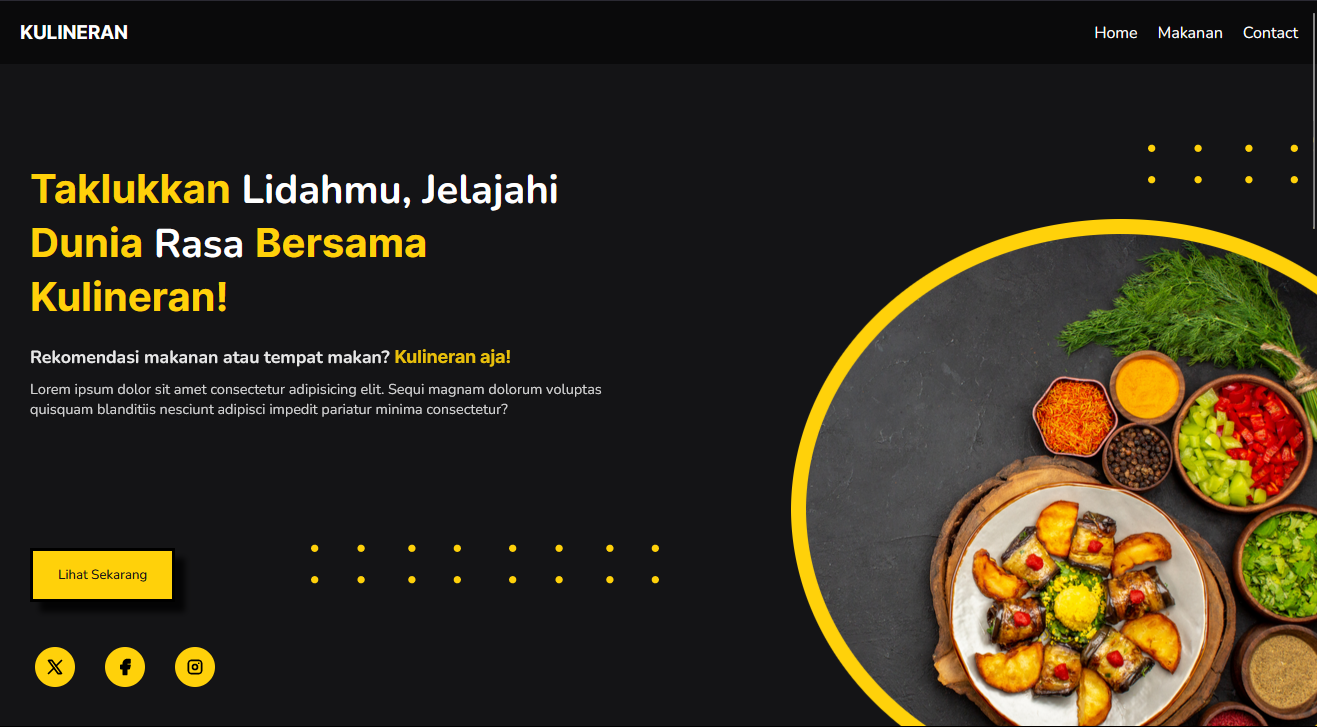 KULINERAN
Home Makanan Contact
Taklukkan Lidahmu, Jelajahi
Dunia Rasa Bersama
Kulineran!
Rekomendasi makanan atau tempat makan? Kulineran aja!
Lorem ipsum dolor sit amet consectetur adipisicing elit. Sequi magnam dolorum voluptas
quisquam blanditiis nesciunt adipisci impedit pariatur minima consectetur?
Lihat Sekarang